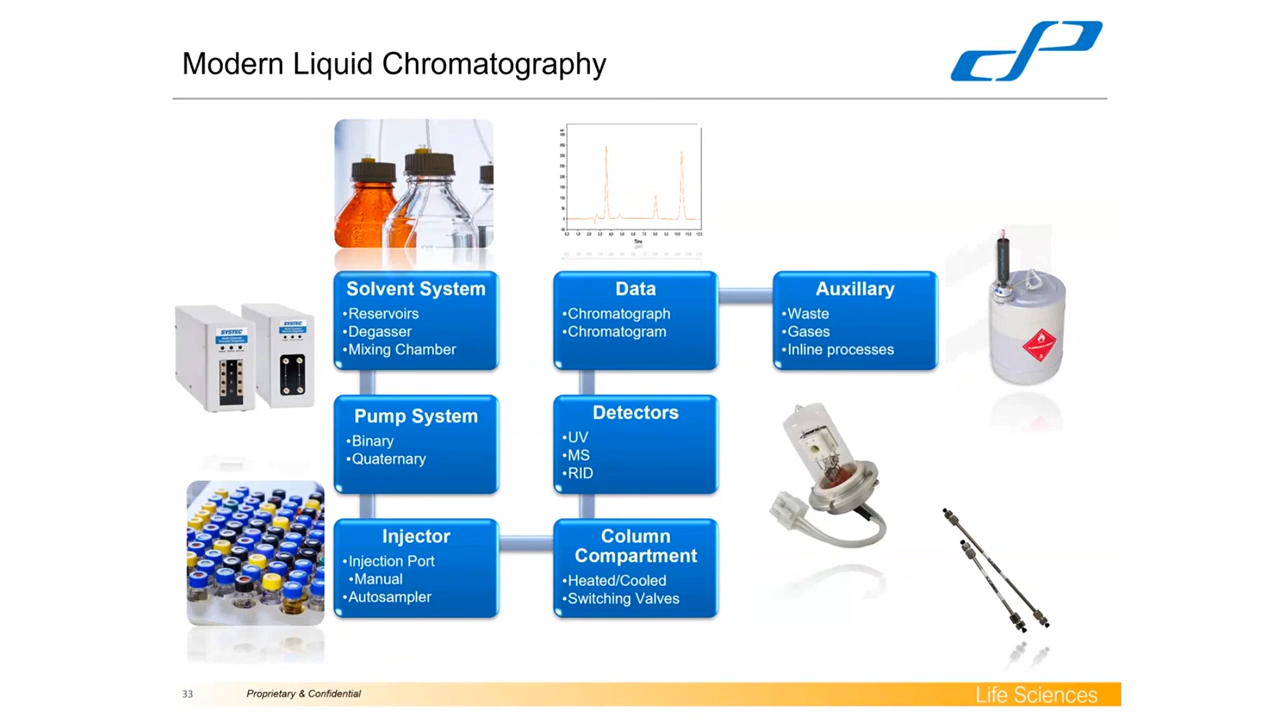 Modern Liquid Chromatography
Solvent System
•Reservoirs
•Degasser
•Mixing Chamber
Data
•Chromatograph
•Chromatogram
Auxillary
•Waste
•Gases
•Inline processes
SYSTEC
SYSTEC
Pump System
•Binary
•Quaternary
Detectors
•UV
•MS
•RID
Injector
•Injection Port
•Manual
•Autosampler
Column
Compartment
•Heated/Cooled
•Switching Valves
33
Proprietary & Confidential
Life Sciences